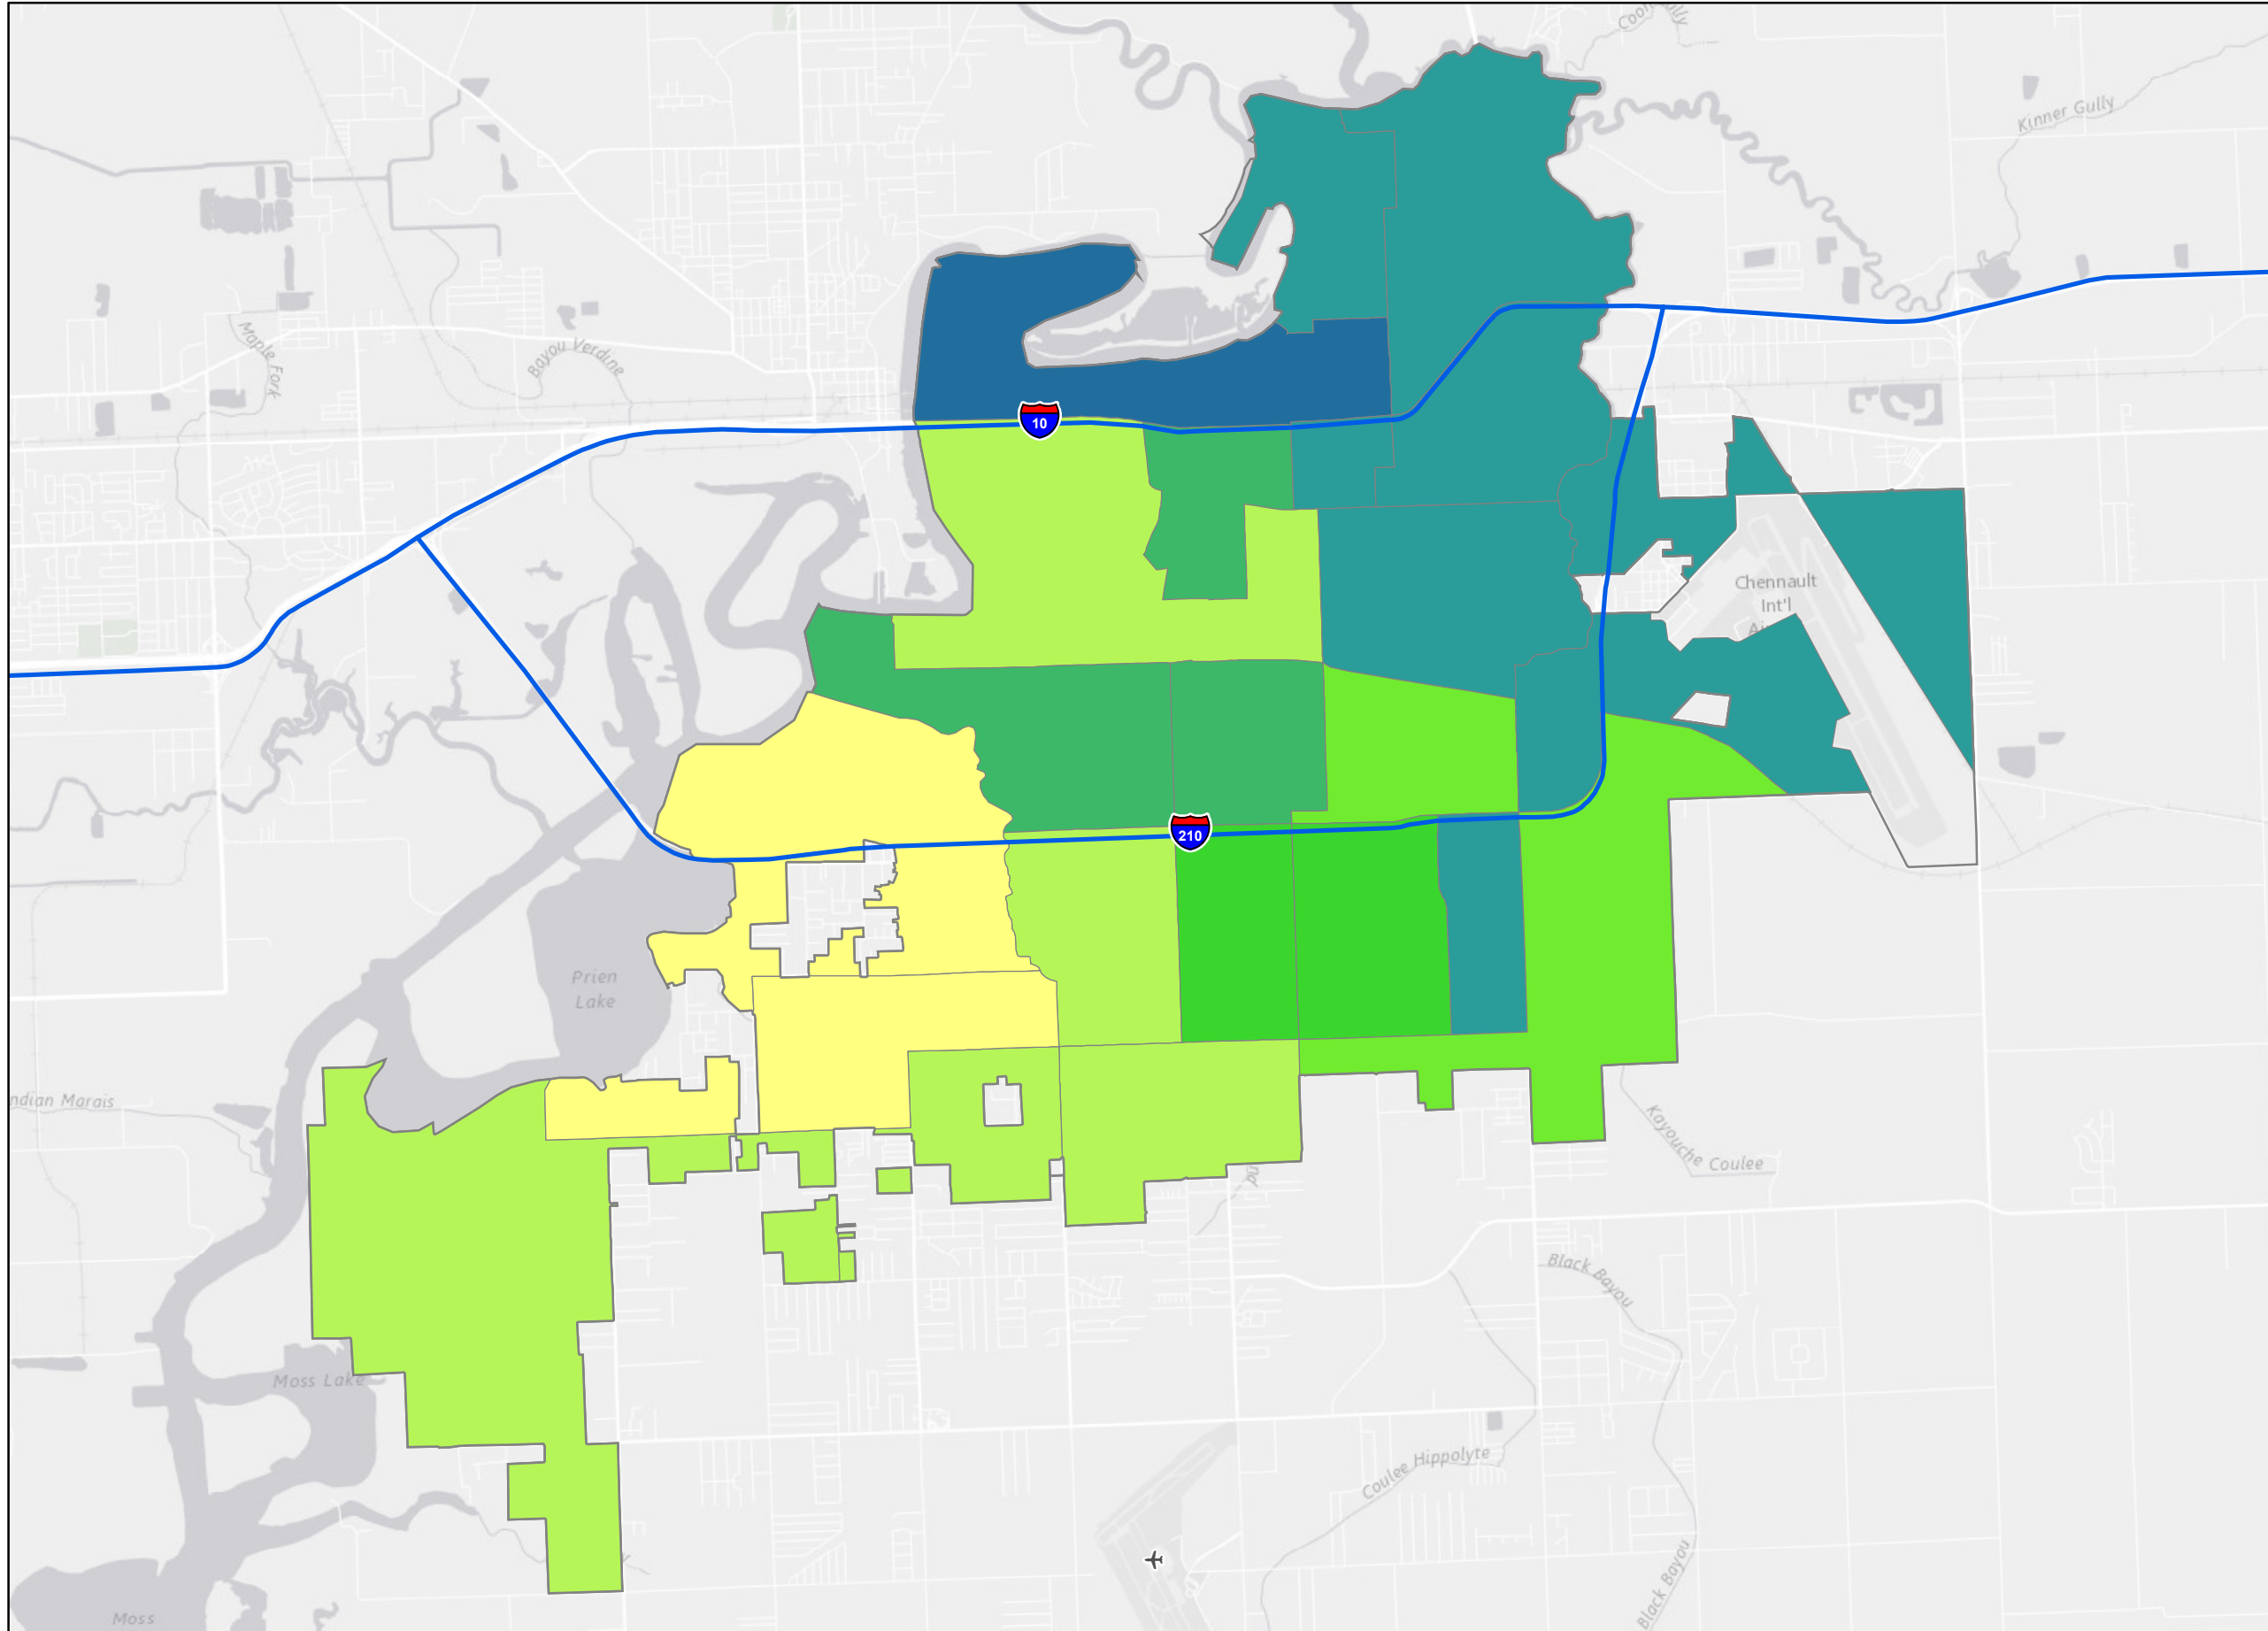 Kinner Gully
Maple Fork
Bayou Verdine
10
Chennault
Int'l
210
Prien
Lake
ndian Marais
Kayouche Coulee
Black Bayou
Moss Lake
Coulee Hippolyte
Black Bayou
Moss